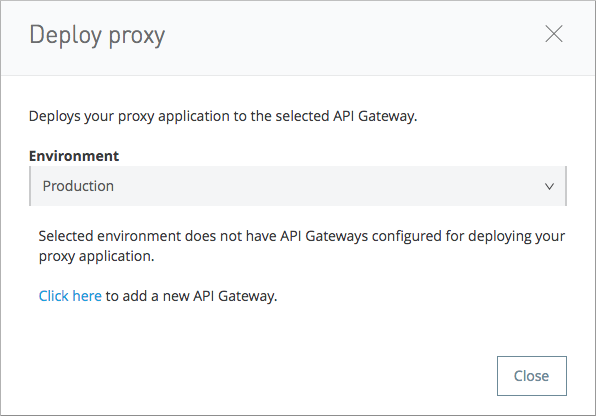 Deploy proxy
Deploys your proxy application to the selected API Gateway.
Environment
Production
Selected environment does not have API Gateways configured for deploying your
proxy application.
Click here to add a new API Gateway.
Close